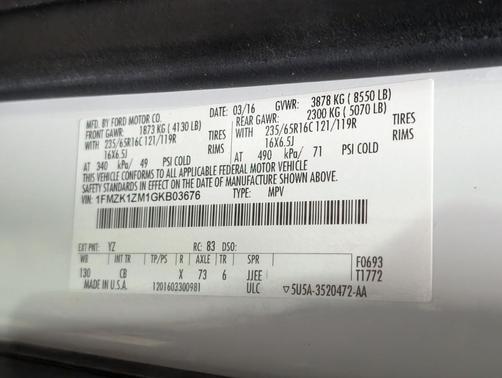 MFD. BY FORD MOTOR CO.
DATE: 03/16 GVWR: 3878 KG ( 8550 LB)
FRONT GAWR: 1873 KG ( 4130 LB) REAR GAWR: 2300 KG ( 5070 LB)
WITH 235/65R16C 121/119R TIRES WITH 235/65R16C 121/119R TIRES
16X6.5J RIMS 16X6.5J RIMS
AT 340 kPa/ 49 PSI COLD AT 490 kPa/ 71 PSI COLD
THIS VEHICLE CONFORMS TO ALL APPLICABLE FEDERAL MOTOR VEHICLE
SAFETY STANDARDS IN EFFECT ON THE DATE OF MANUFACTURE SHOWN ABOVE.
VIN: 1FMZK1ZM1GKB03676 TYPE: MPV
EXT PNT: YZ RC: 83 DSO:
WB INT TR TP/PS R AXLE TR SPR F0693
130 CB X 73 6 JJEE T1772
MADE IN U.S.A. 1201602300981 ULC ▽5U5A-3520472-AA